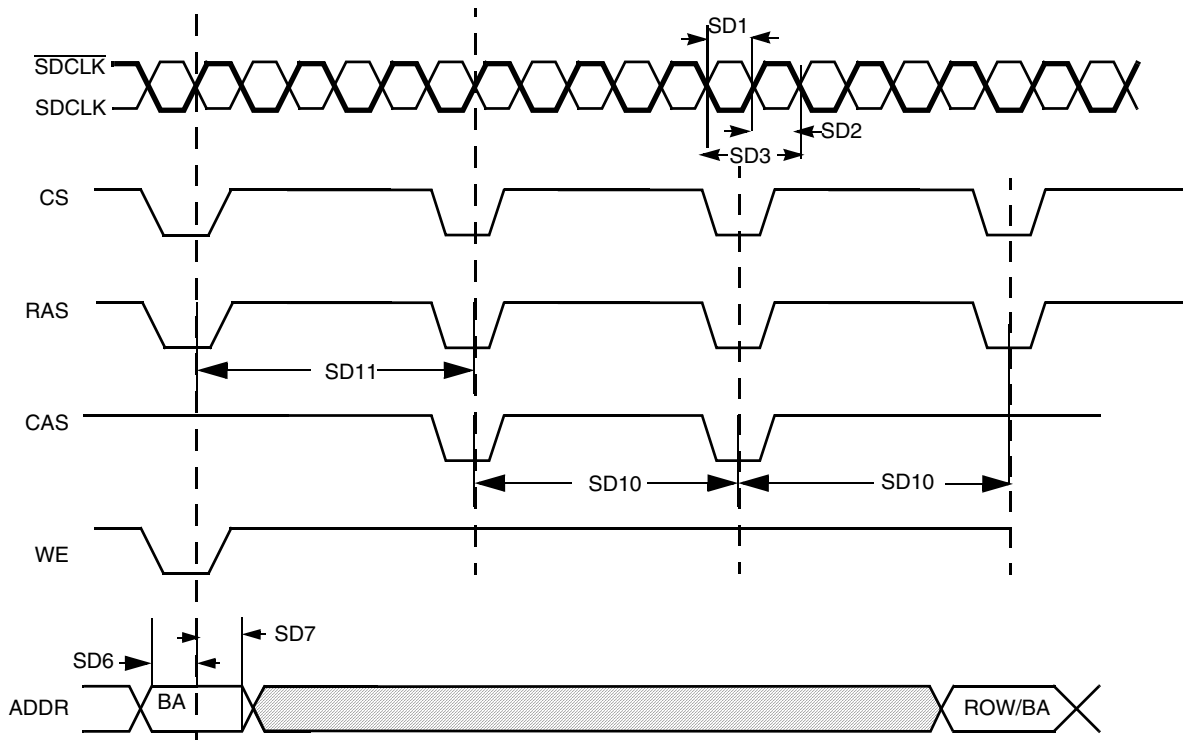 SD1
SDCLK
SDCLK
SD2
SD3
CS
RAS
SD11
CAS
SD10
SD10
WE
SD7
SD6
BA
ADDR
ROW/BA